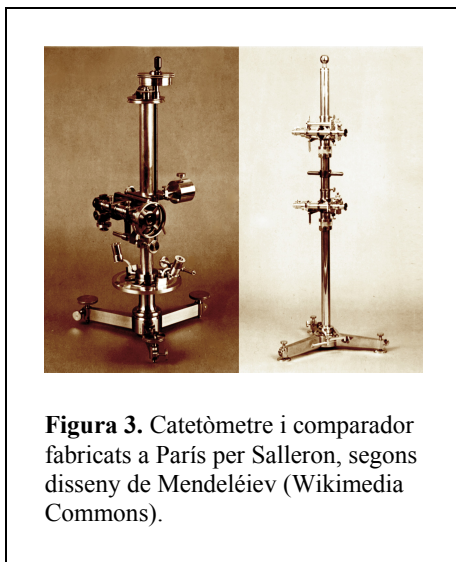 Figura 3. Catetòmetre i comparador
fabricats a París per Salleron, segons
disseny de Mendeléiev (Wikimedia
Commons).